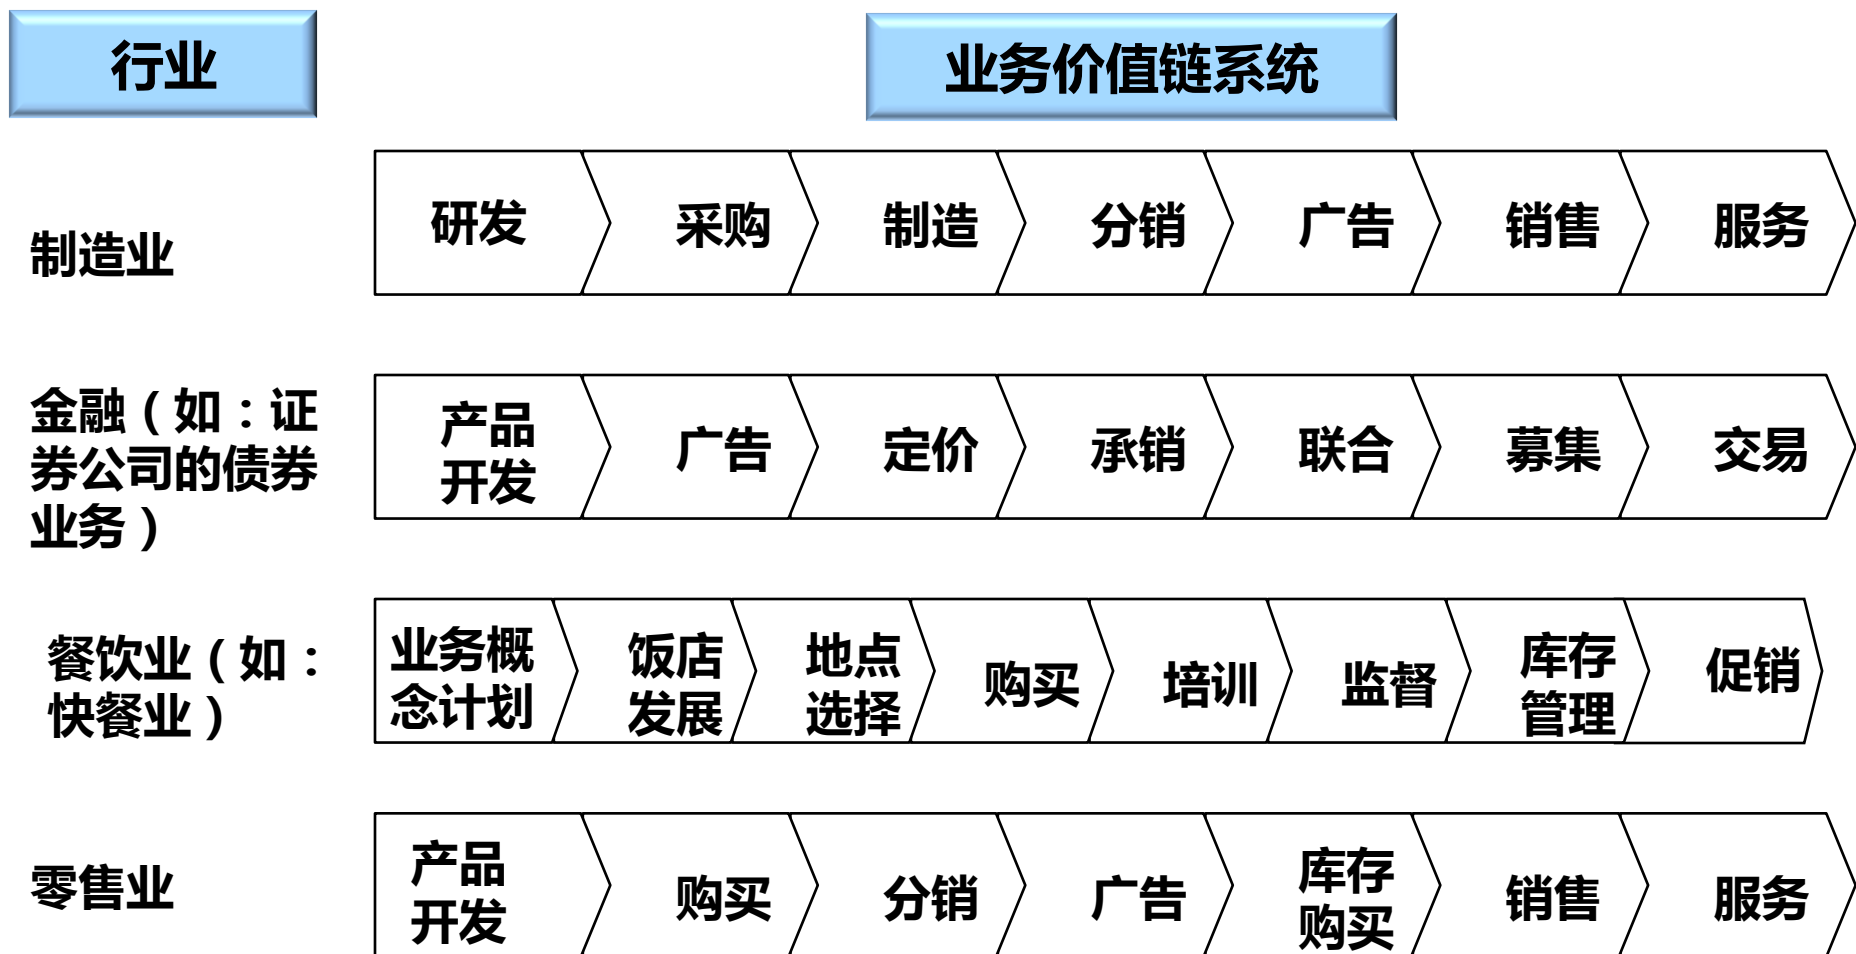 行业
业务价值链系统
制造业
研发
采购
制造
分销
广告
销售
服务
金融（如：证
券公司的债券
业务）
产品
开发
广告
定价
承销
联合
募集
交易
餐饮业（如：
快餐业）
业务概
念计划
饭店
发展
地点
选择
购买
培训
监督
库存
管理
促销
零售业
产品
开发
购买
分销
广告
库存
购买
销售
服务